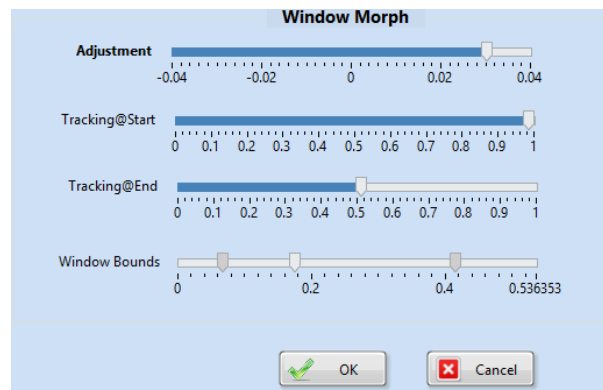 Window Morph
Adjustment
-0.04 -0.02 0 0.02 0.04
Tracking@Start
0 0.1 0.2 0.3 0.4 0.5 0.6 0.7 0.8 0.9 1
Tracking@End
0 0.1 0.2 0.3 0.4 0.5 0.6 0.7 0.8 0.9 1
Window Bounds
0 0.2 0.4 0.536353
OK Cancel